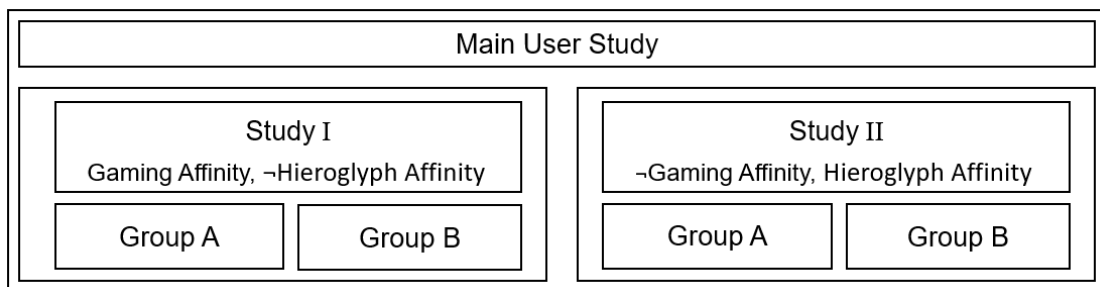 Main User Study
Study I
Gaming Affinity, ¬Hieroglyph Affinity
Group A
Group B
Study II
¬Gaming Affinity, Hieroglyph Affinity
Group A
Group B